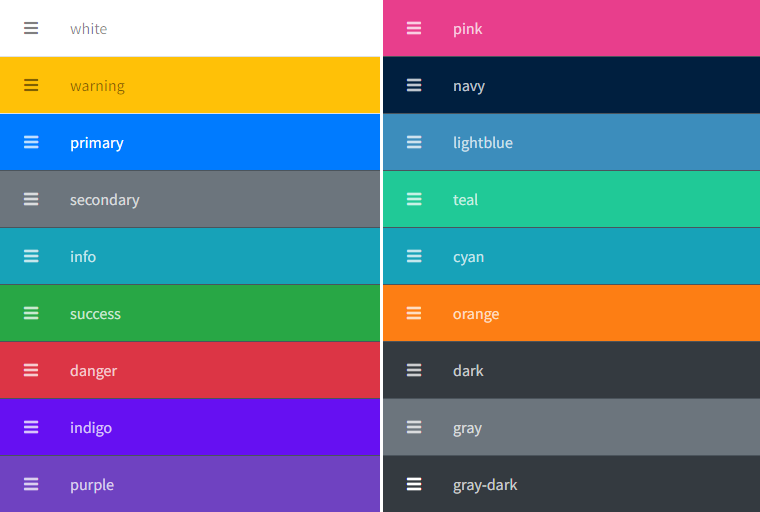 white
warning
primary
secondary
info
success
danger
indigo
purple
pink
navy
lightblue
teal
cyan
orange
dark
gray
gray-dark